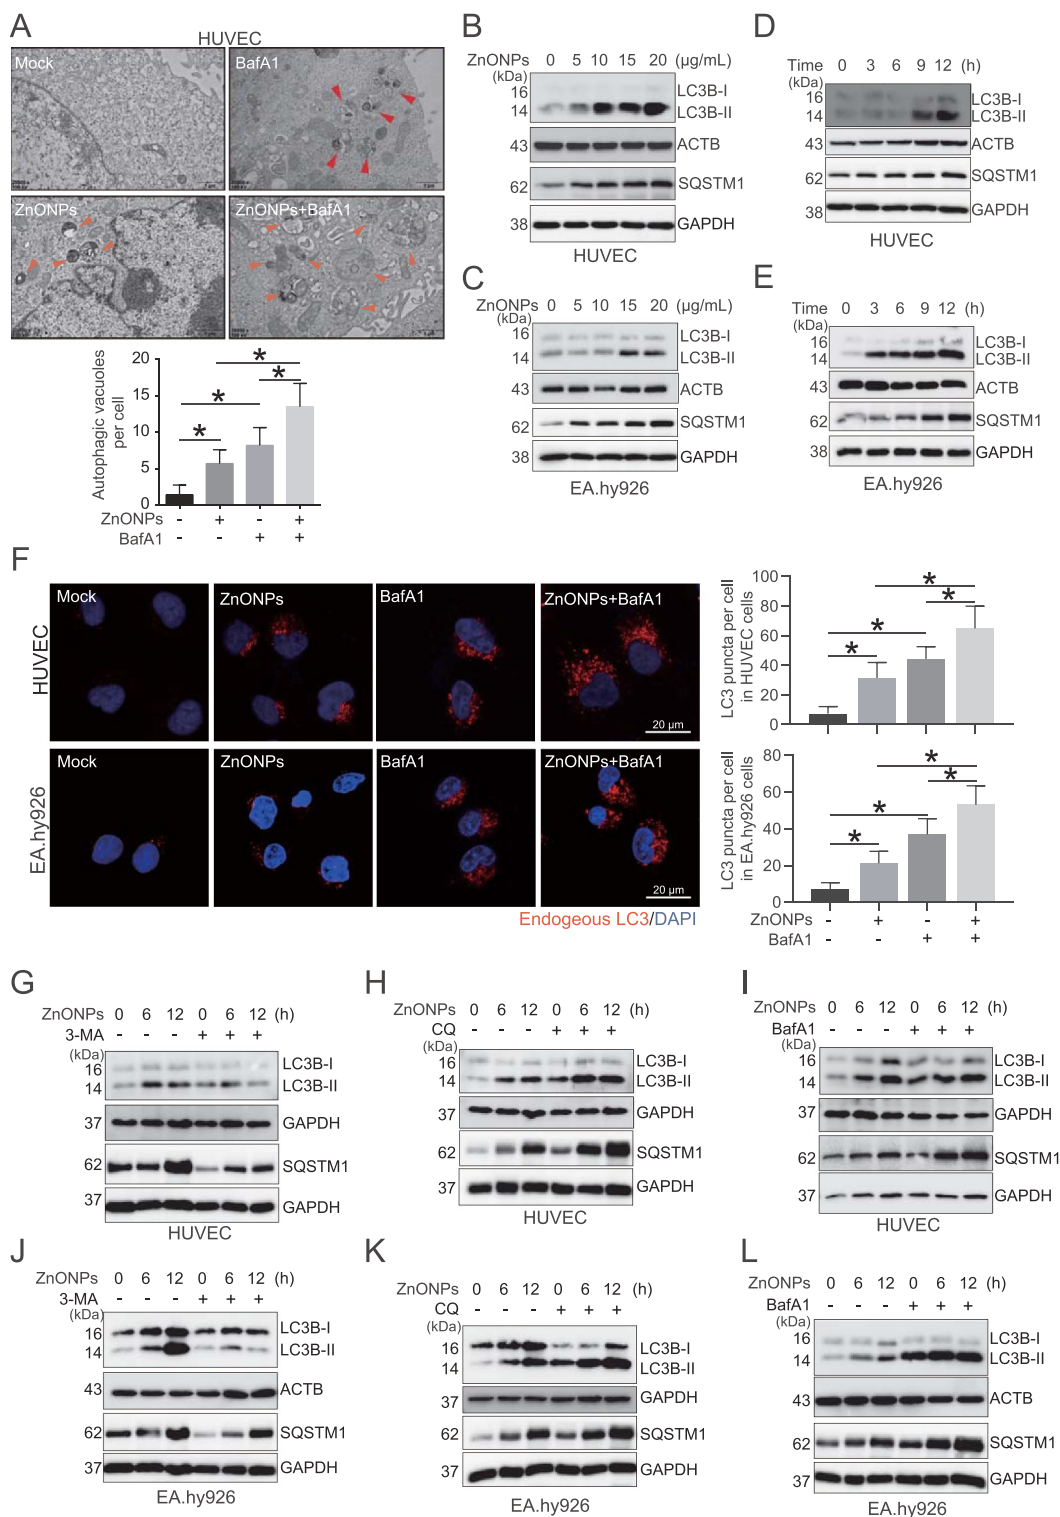 A
HUVEC
Mock
BafA1
ZnONPs
ZnONPs+BafA1
Autophagic vacuoles
per cell
20
15
10
5
0
* * * *
ZnONPs - + - +
BafA1 - - + +
B
ZnONPs 0 5 10 15 20 (μg/mL)
(kDa)
16 LC3B-I
14 LC3B-II
43 ACTB
62 SQSTM1
38 GAPDH
HUVEC
C
ZnONPs 0 5 10 15 20 (μg/mL)
(kDa)
16 LC3B-I
14 LC3B-II
43 ACTB
62 SQSTM1
38 GAPDH
EA.hy926
D
Time 0 3 6 9 12 (h)
(kDa)
16 LC3B-I
14 LC3B-II
43 ACTB
62 SQSTM1
38 GAPDH
HUVEC
E
Time 0 3 6 9 12 (h)
(kDa)
16 LC3B-I
14 LC3B-II
43 ACTB
62 SQSTM1
38 GAPDH
EA.hy926
F
HUVEC
Mock
ZnONPs
BafA1
ZnONPs+BafA1
20 μm
EA.hy926
Mock
ZnONPs
BafA1
ZnONPs+BafA1
20 μm
Endogeous LC3/DAPI
LC3 puncta per cell
in HUVEC cells
100
80
60
40
20
0
* * * *
LC3 puncta per cell
in EA.hy926 cells
80
60
40
20
0
* * * *
ZnONPs - + - +
BafA1 - - + +
G
ZnONPs 0 6 12 0 6 12 (h)
3-MA - - - + + +
(kDa)
16 LC3B-I
14 LC3B-II
37 GAPDH
62 SQSTM1
37 GAPDH
HUVEC
H
ZnONPs 0 6 12 0 6 12 (h)
CQ - - - + + +
(kDa)
16 LC3B-I
14 LC3B-II
37 GAPDH
62 SQSTM1
37 GAPDH
HUVEC
I
ZnONPs 0 6 12 0 6 12 (h)
BafA1 - - - + + +
(kDa)
16 LC3B-I
14 LC3B-II
37 GAPDH
62 SQSTM1
37 GAPDH
HUVEC
J
ZnONPs 0 6 12 0 6 12 (h)
3-MA - - - + + +
(kDa)
16 LC3B-I
14 LC3B-II
43 ACTB
62 SQSTM1
37 GAPDH
EA.hy926
K
ZnONPs 0 6 12 0 6 12 (h)
CQ - - - + + +
(kDa)
16 LC3B-I
14 LC3B-II
37 GAPDH
62 SQSTM1
37 GAPDH
EA.hy926
L
ZnONPs 0 6 12 0 6 12 (h)
BafA1 - - - + + +
(kDa)
16 LC3B-I
14 LC3B-II
43 ACTB
62 SQSTM1
37 GAPDH
EA.hy926